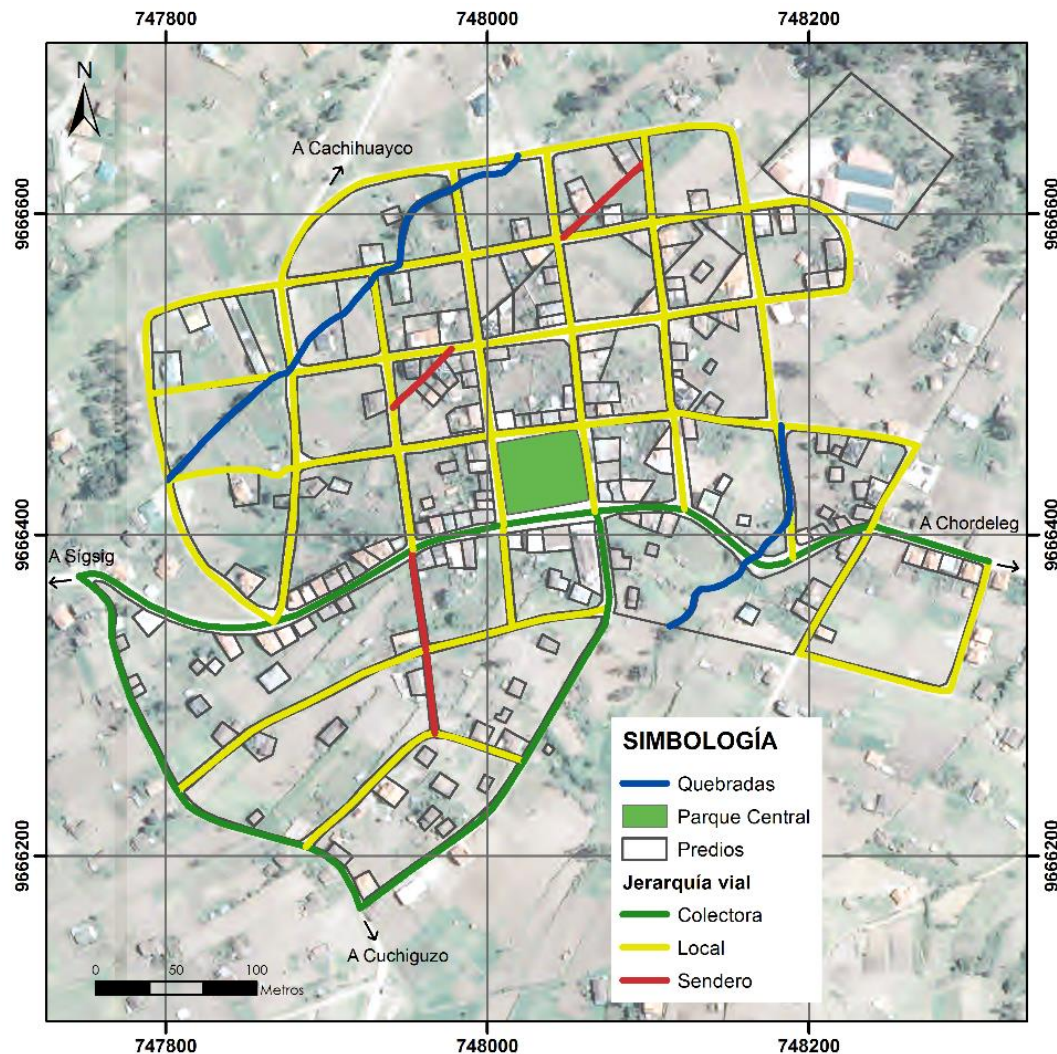 747800 748000 748200
N
A Cachihuayco
9666600 9666600
9666400 9666400
A Chordeleg
A Sígsig
SIMBOLOGÍA
Quebradas
Parque Central
Predios
Jerarquía vial
Colectora
Local
Sendero
9666200 9666200
A Cuchiguzo
0 50 100
Metros
747800 748000 748200